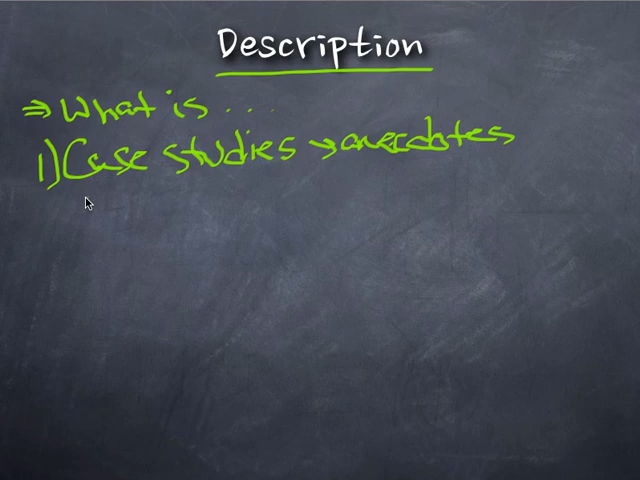 Description
⇒ What is ....
1) Case studies → anecdotes